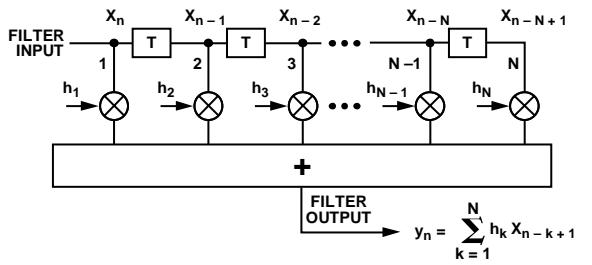 Xn Xn–1 Xn–2 Xn–N Xn–N+1
FILTER INPUT
T T T
1 2 3 N–1 N
h1 h2 h3 hN–1 hN
+
FILTER OUTPUT
yn = N ∑ k = 1 hk Xn–k+1